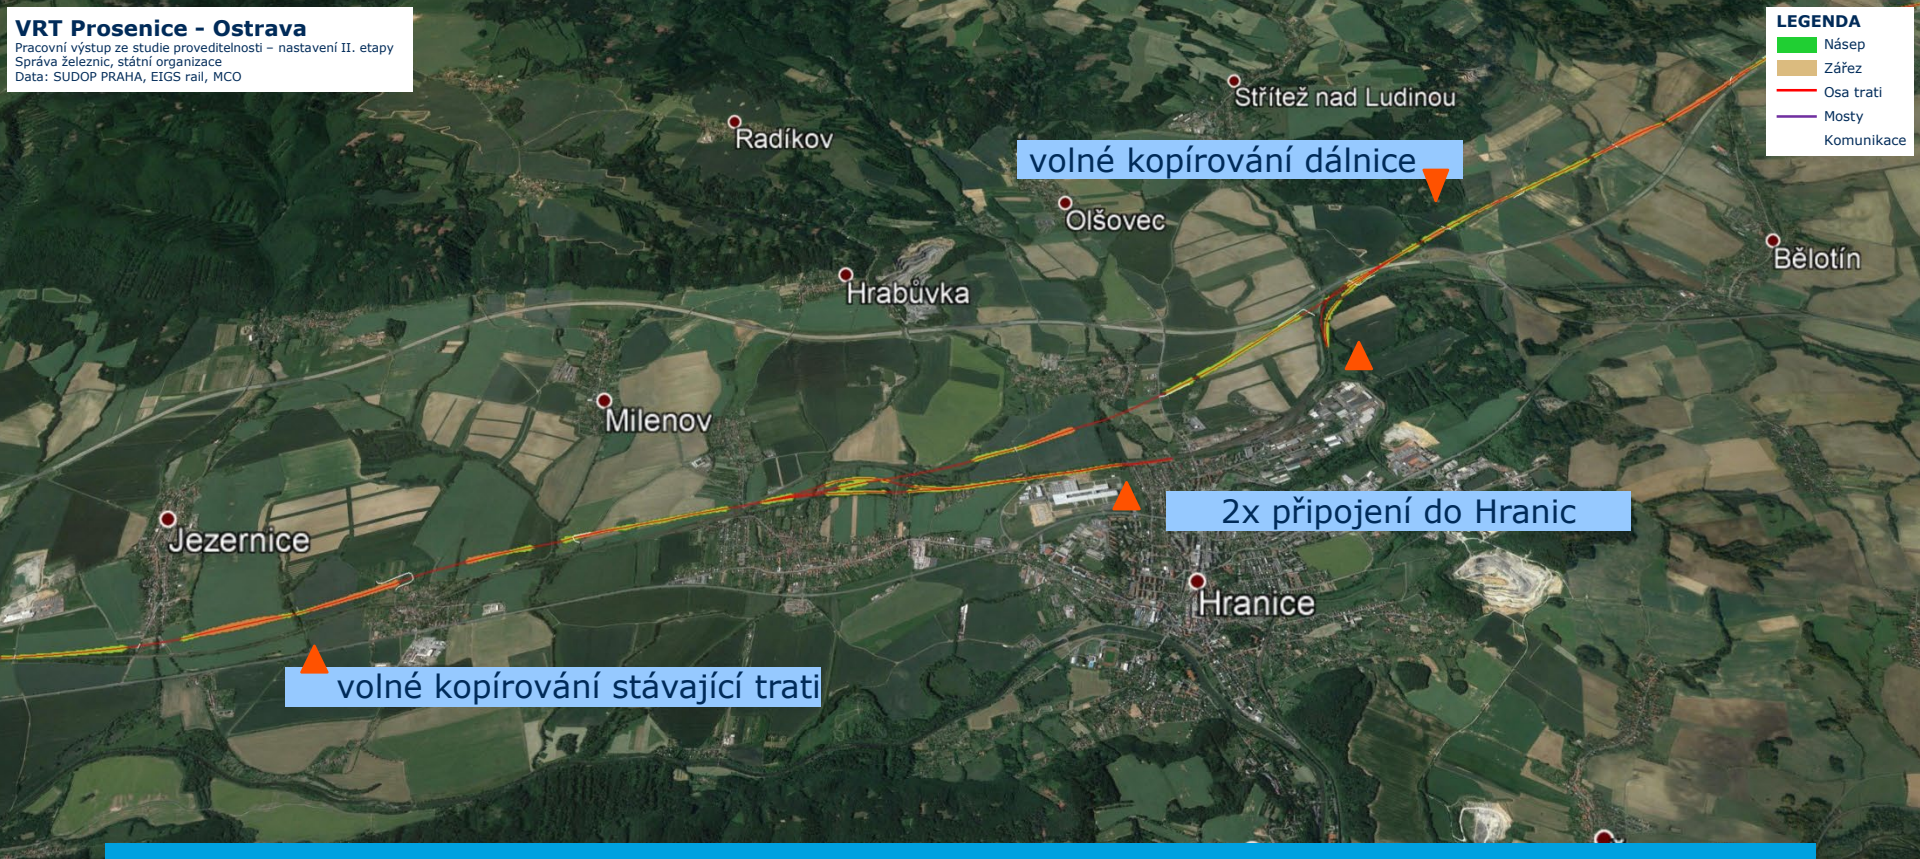 VRT Prosenice - Ostrava
Pracovní výstup ze studie proveditelnosti – nastavení II. etapy
Správa železnic, státní organizace
Data: SUDOP PRAHA, EIGS rail, MCO
LEGENDA
Násep
Zářez
Osa trati
Mosty
Komunikace
Střítež nad Ludinou
Radíkov
volné kopírování dálnice
Olšovec
Bělotín
Hrabůvka
Milenov
Jezernice
2x připojení do Hranic
Hranice
volné kopírování stávající trati